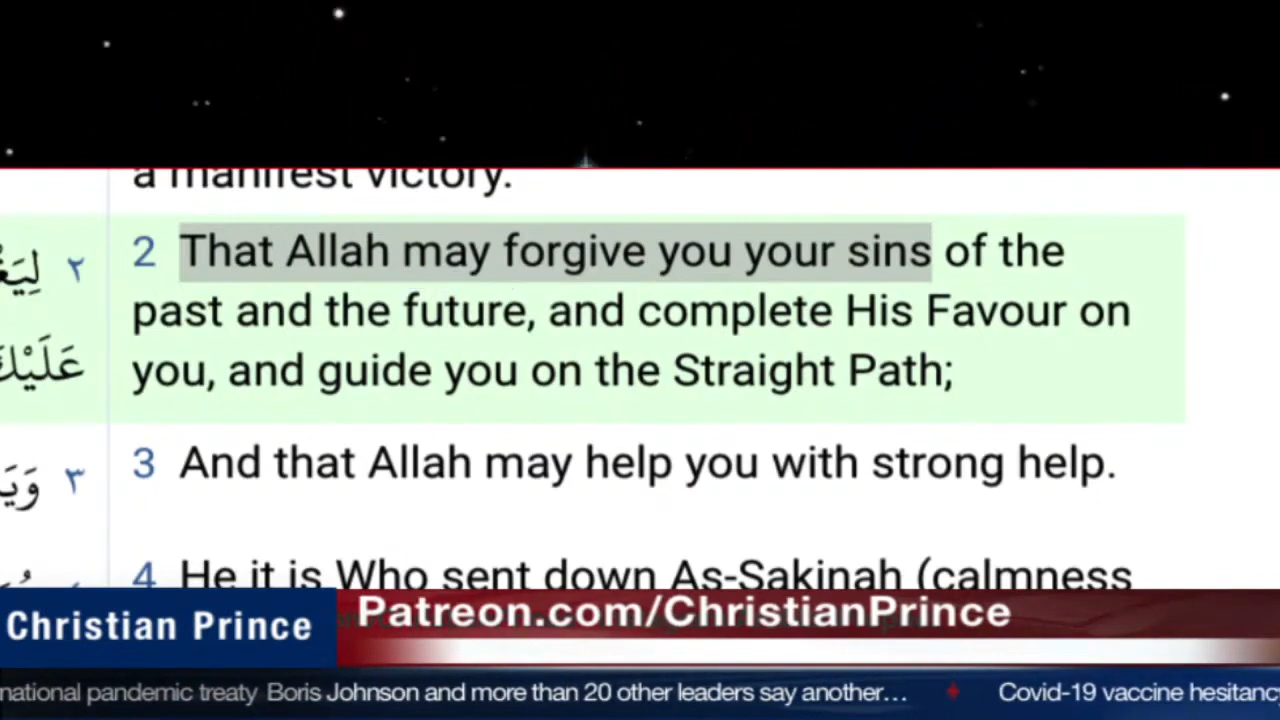 a manifest victory.
2 That Allah may forgive you your sins of the
٢
past and the future, and complete His Favour on
you, and guide you on the Straight Path;
عَلَيْكَ
3 And that Allah may help you with strong help.
٣
4 He it is Who sent down As-Sakinah (calmness
Christian Prince
Patreon.com/ChristianPrince
national pandemic treaty Boris Johnson and more than 20 other leaders say another… Covid-19 vaccine hesitancy